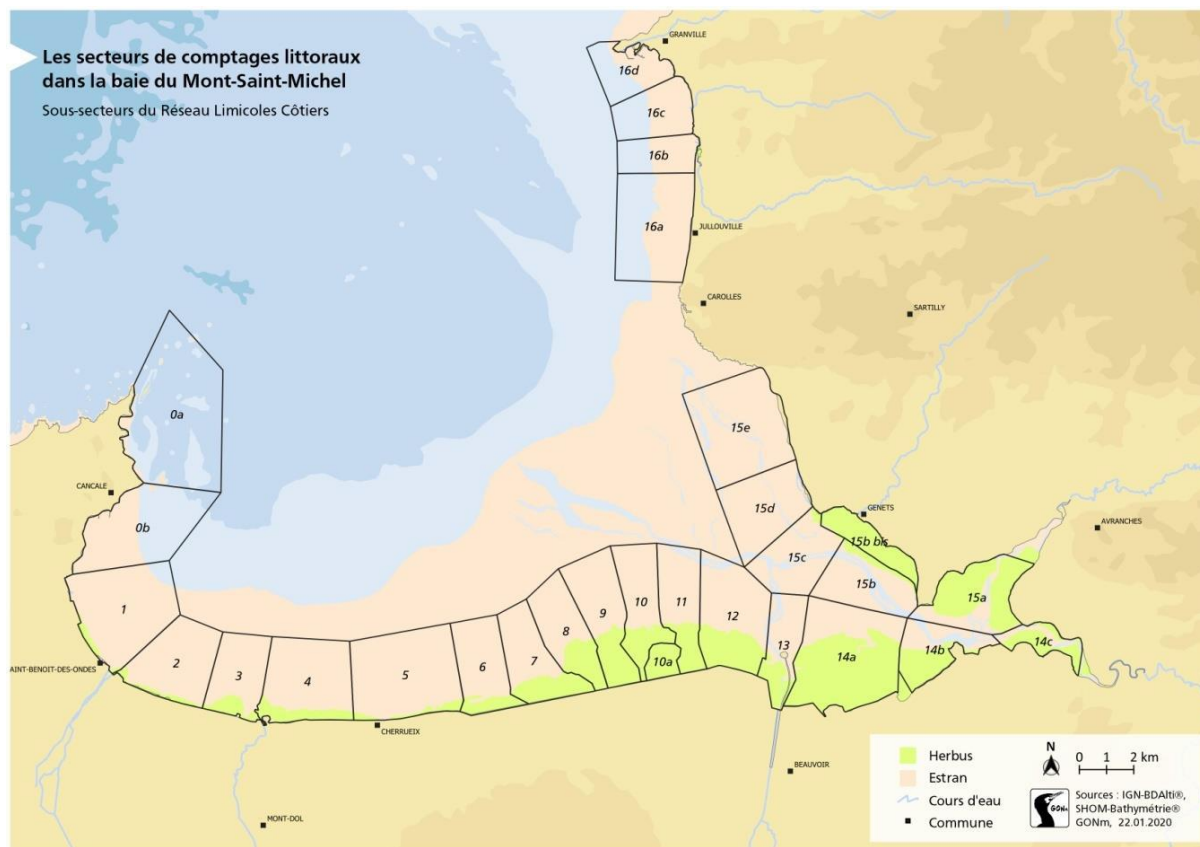 Les secteurs de comptages littoraux
dans la baie du Mont-Saint-Michel
Sous-secteurs du Réseau Limicoles Côtiers
GRANVILLE
16d
16c
16b
16a
JULLOUVILLE
CAROLLES
SARTILLY
0a
CANCALE
0b
15e
15d
GENETS
15b bis
15c
15b
AVRANCHES
15a
1
2
3
4
5
6
7
8
9
10
10a
11
12
13
14a
14b
14c
SAINT-BENOIT-DES-ONDES
CHERRUEIX
BEAUVOIR
MONT-DOL
Herbus
Estran
Cours d'eau
Commune
N
0 1 2 km
GONm
Sources : IGN-BDAlti®,
SHOM-Bathymétrie®
GONm, 22.01.2020